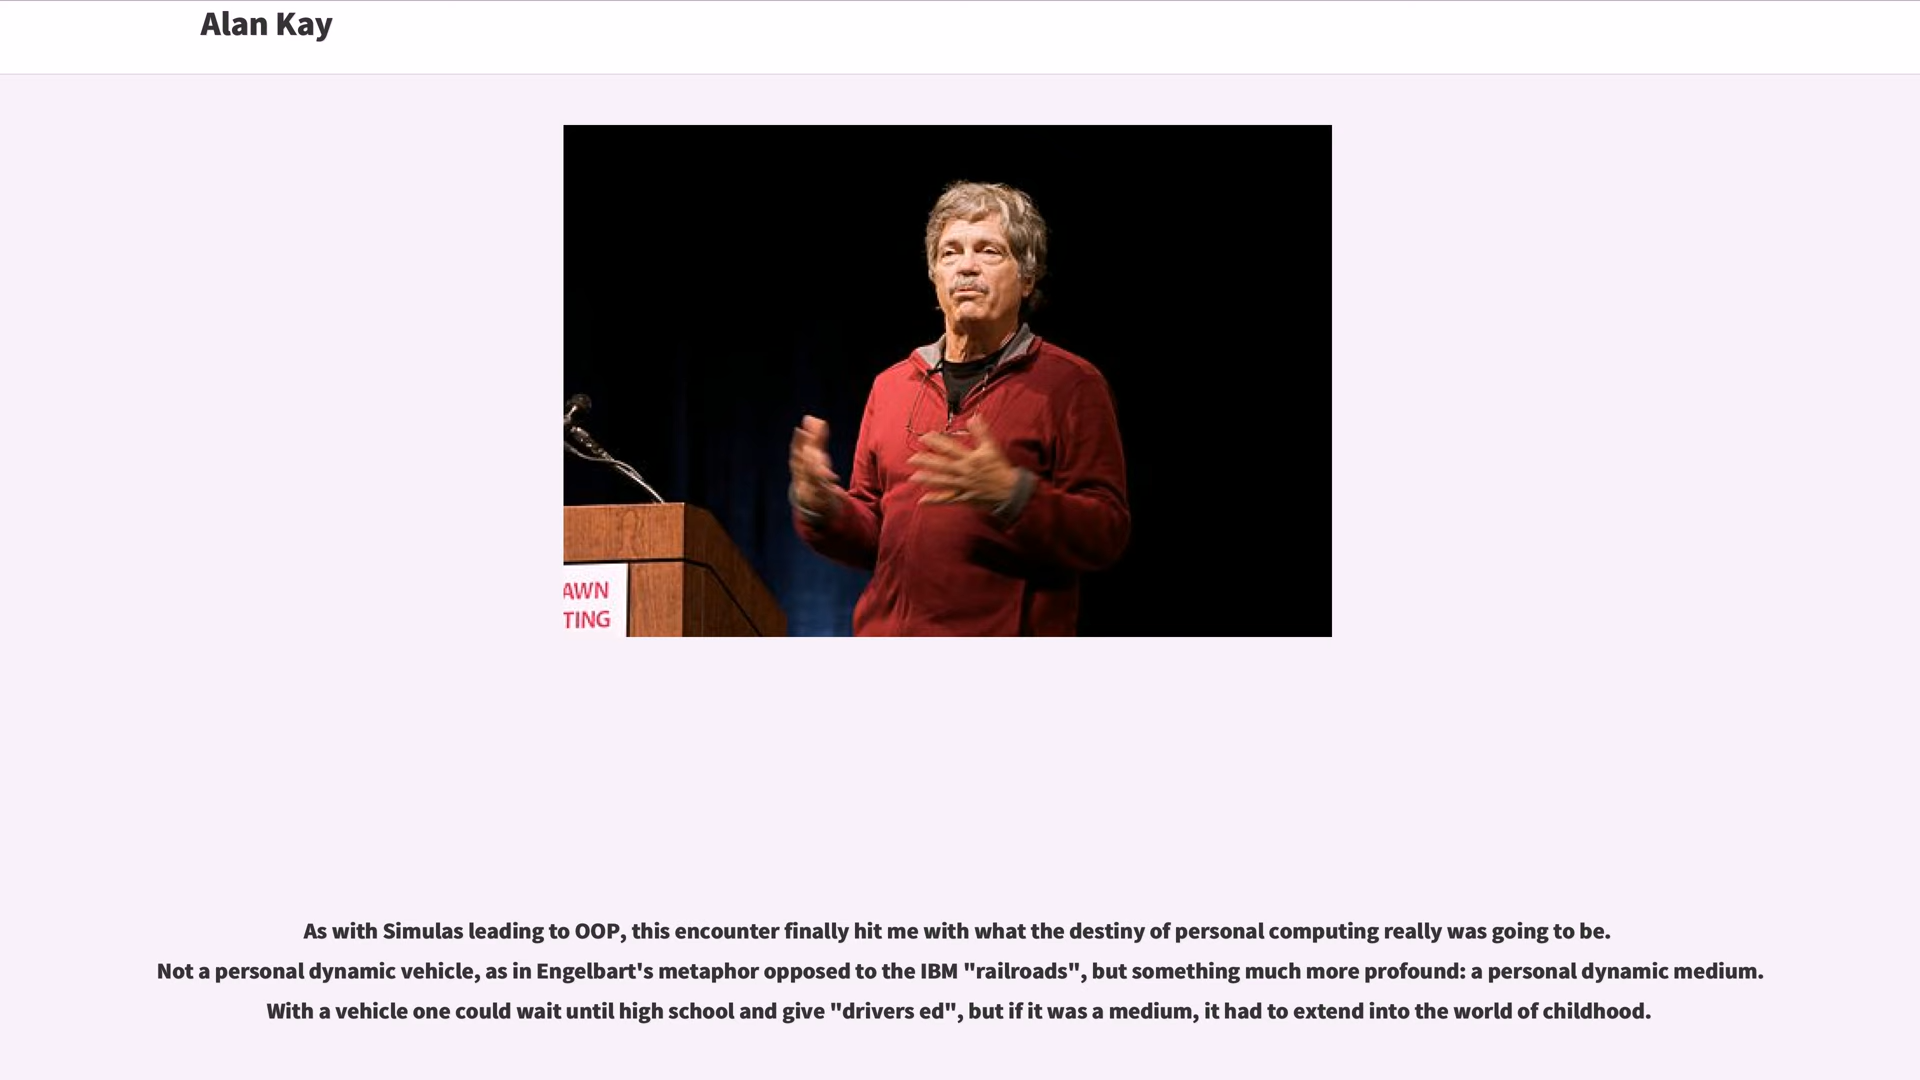 Alan Kay
AWN
TING
As with Simulas leading to OOP, this encounter finally hit me with what the destiny of personal computing really was going to be.
Not a personal dynamic vehicle, as in Engelbart's metaphor opposed to the IBM "railroads", but something much more profound: a personal dynamic medium.
With a vehicle one could wait until high school and give "drivers ed", but if it was a medium, it had to extend into the world of childhood.